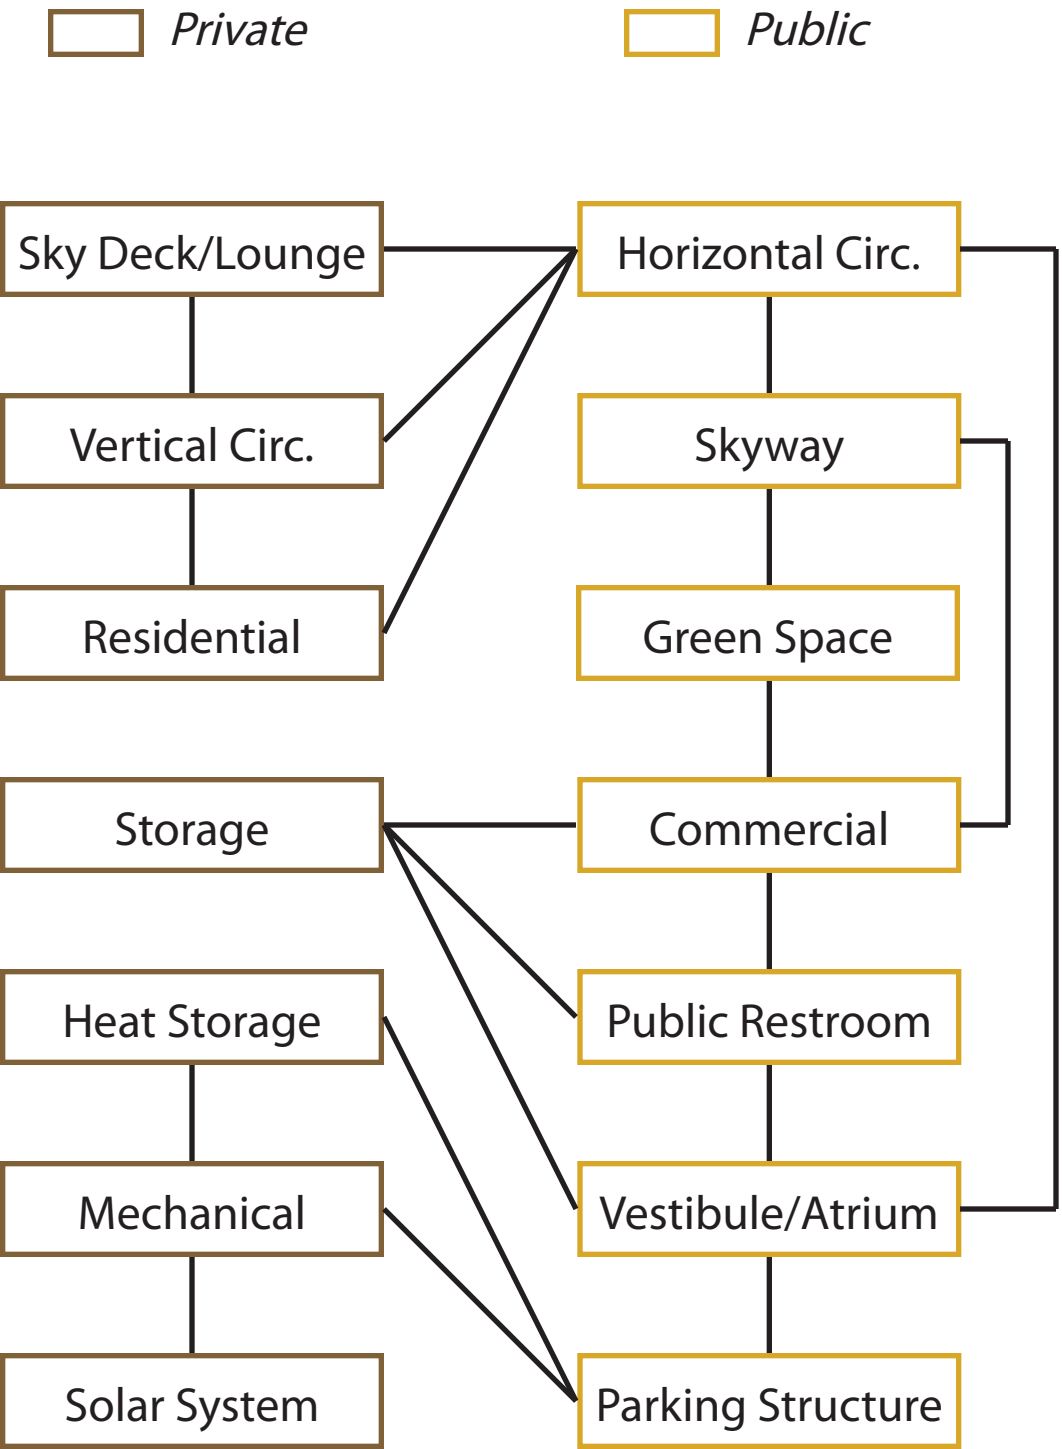 Private
Public
Sky Deck/Lounge
Horizontal Circ.
Vertical Circ.
Skyway
Residential
Green Space
Storage
Commercial
Heat Storage
Public Restroom
Mechanical
Vestibule/Atrium
Solar System
Parking Structure